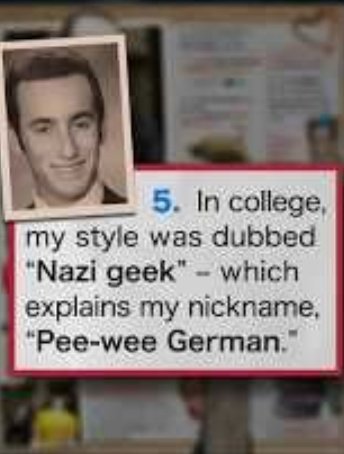 5. In college,
my style was dubbed
"Nazi geek" – which
explains my nickname,
"Pee-wee German."